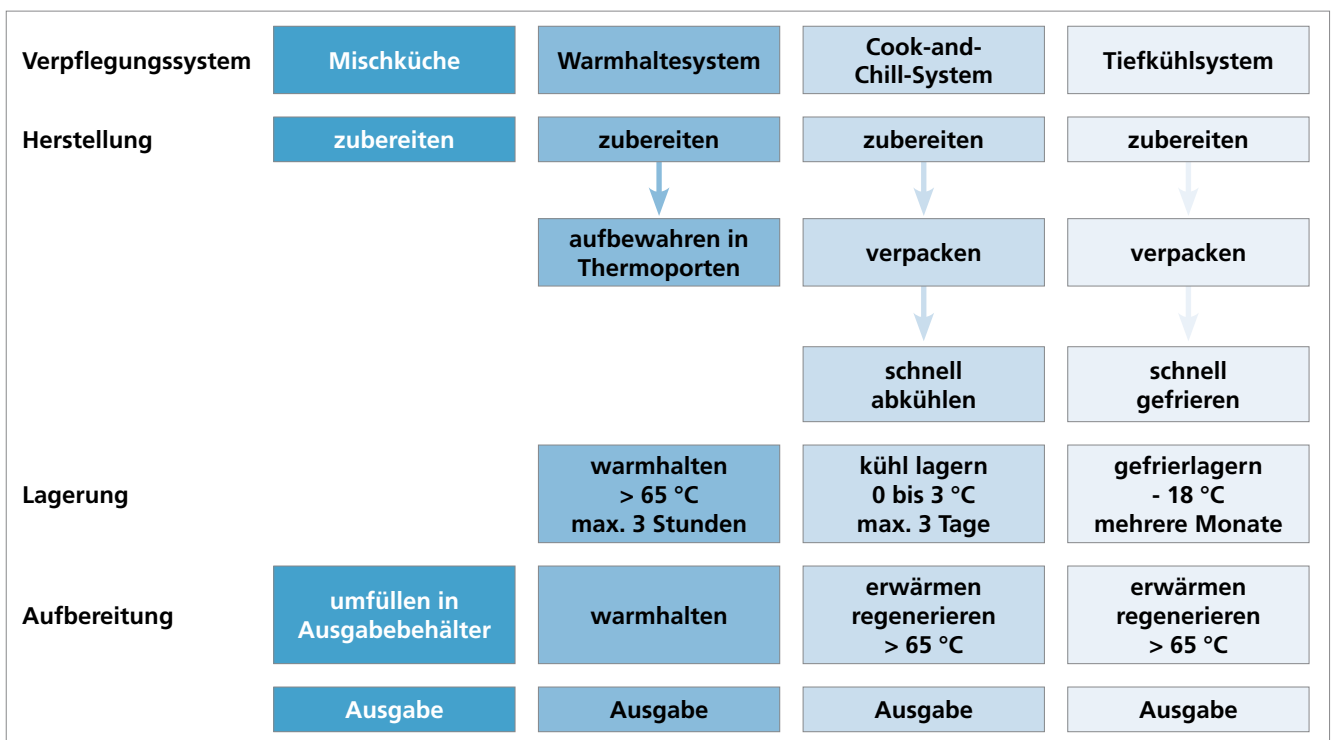 Verpflegungssystem
Mischküche
Warmhaltesystem
Cook-and-
Chill-System
Tiefkühlsystem
Herstellung
zubereiten
zubereiten
zubereiten
zubereiten
aufbewahren in
Thermoporten
verpacken
verpacken
schnell
abkühlen
schnell
gefrieren
Lagerung
warmhalten
> 65 °C
max. 3 Stunden
kühl lagern
0 bis 3 °C
max. 3 Tage
gefrierlagern
- 18 °C
mehrere Monate
Aufbereitung
umfüllen in
Ausgabebehälter
warmhalten
erwärmen
regenerieren
> 65 °C
erwärmen
regenerieren
> 65 °C
Ausgabe
Ausgabe
Ausgabe
Ausgabe